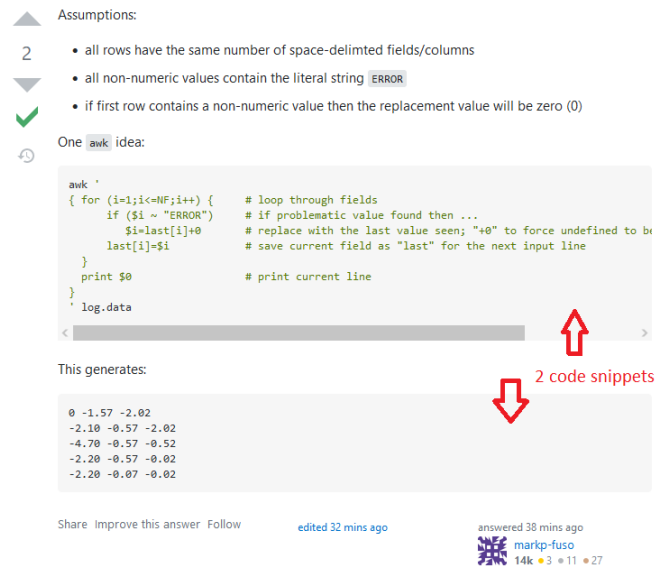 Assumptions:
2
• all rows have the same number of space-delimted fields/columns
• all non-numeric values contain the literal string ERROR
• if first row contains a non-numeric value then the replacement value will be zero (0)
One awk idea:
awk '
{ for (i=1;i<=NF;i++) {     # loop through fields
      if ($i ~ "ERROR")     # if problematic value found then ...
         $i=last[i]+0       # replace with the last value seen; "+0" to force undefined to be
      last[i]=$i            # save current field as "last" for the next input line
  }
  print $0                  # print current line
}
' log.data
This generates:
2 code snippets
0 -1.57 -2.02
-2.10 -0.57 -2.02
-4.70 -0.57 -0.52
-2.20 -0.57 -0.02
-2.20 -0.07 -0.02
Share Improve this answer Follow
edited 32 mins ago
answered 38 mins ago
markp-fuso
14k ●3 ●11 ●27